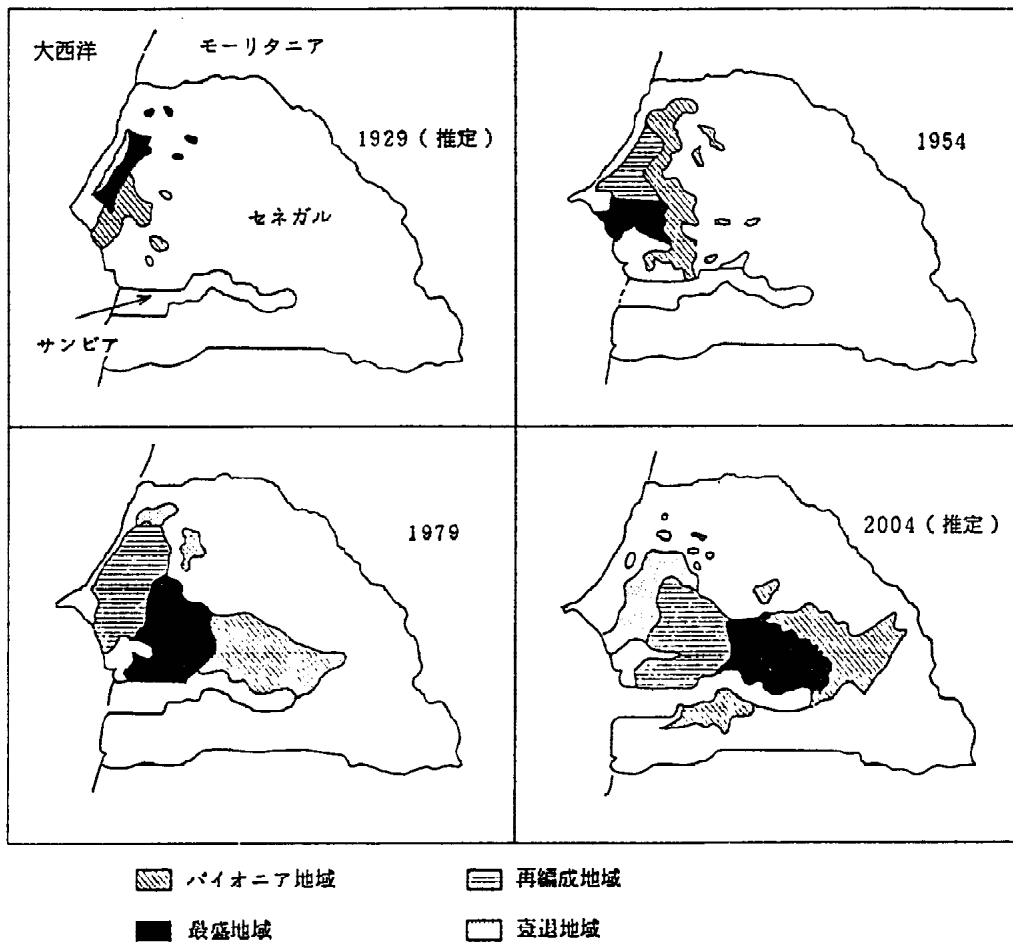 大西洋
モーリタニア
1929（推定）
セネガル
サンビア
1954
1979
2004（推定）
パイオニア地域
再編成地域
最盛地域
衰退地域